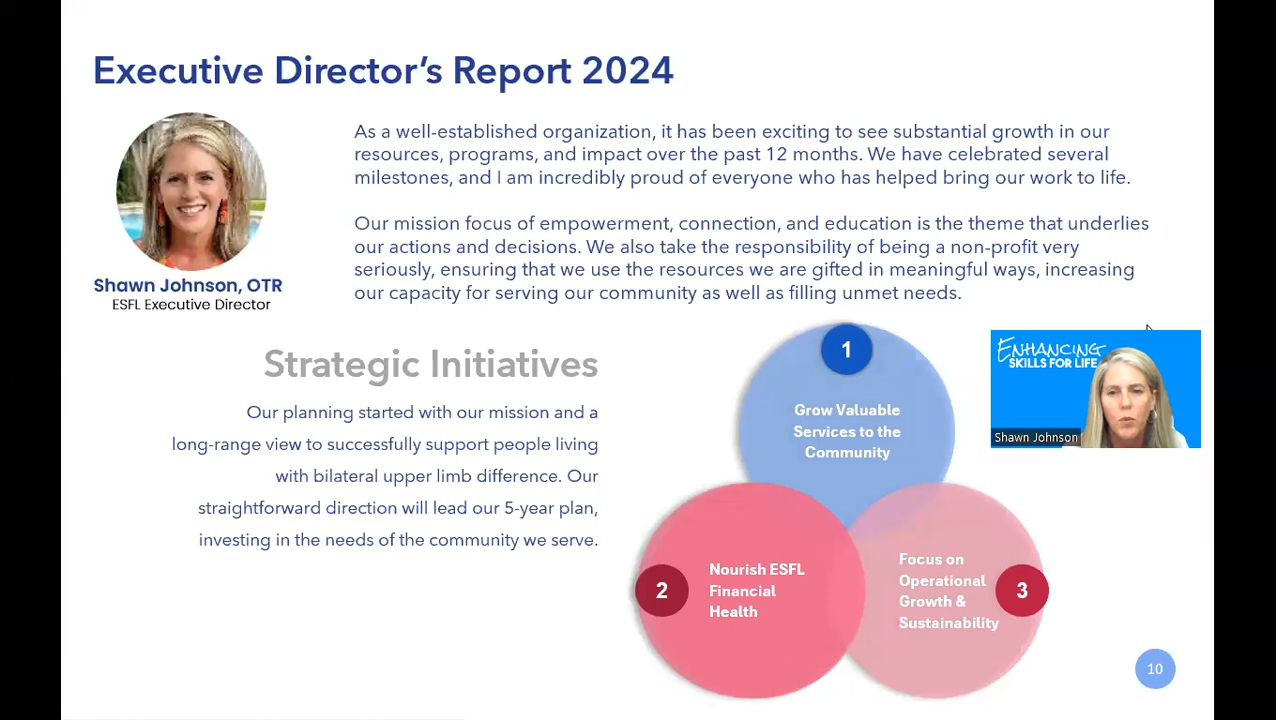 Executive Director's Report 2024
As a well-established organization, it has been exciting to see substantial growth in our
resources, programs, and impact over the past 12 months. We have celebrated several
milestones, and I am incredibly proud of everyone who has helped bring our work to life.
Our mission focus of empowerment, connection, and education is the theme that underlies
our actions and decisions. We also take the responsibility of being a non-profit very
seriously, ensuring that we use the resources we are gifted in meaningful ways, increasing
our capacity for serving our community as well as filling unmet needs.
Shawn Johnson, OTR
ESFL Executive Director
Strategic Initiatives
Our planning started with our mission and a
long-range view to successfully support people living
with bilateral upper limb difference. Our
straightforward direction will lead our 5-year plan,
investing in the needs of the community we serve.
1
Grow Valuable
Services to the
Community
2
Nourish ESFL
Financial
Health
Focus on
Operational
Growth &
Sustainability
3
ENHANCING
SKILLS FOR LIFE
Shawn Johnson
10